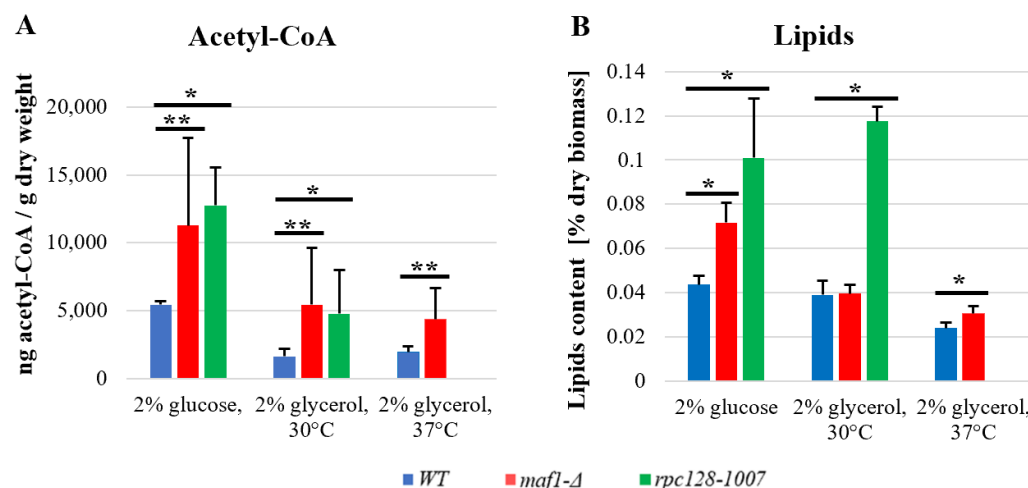 A
Acetyl-CoA
ng acetyl-CoA / g dry weight
20,000
15,000
10,000
5,000
0
*
**
*
**
**
2% glucose,
2% glycerol,
30°C
2% glycerol,
37°C
B
Lipids
Lipids content [% dry biomass]
0.14
0.12
0.1
0.08
0.06
0.04
0.02
0
*
*
*
*
2% glucose
2% glycerol,
30°C
2% glycerol,
37°C
WT
maf1-Δ
rpc128-1007